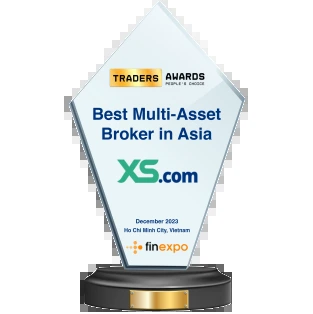 TRADERS AWARDS
PEOPLE'S CHOICE
Best Multi-Asset
Broker in Asia
XS.com
December 2023
Ho Chi Minh City, Vietnam
finexpo